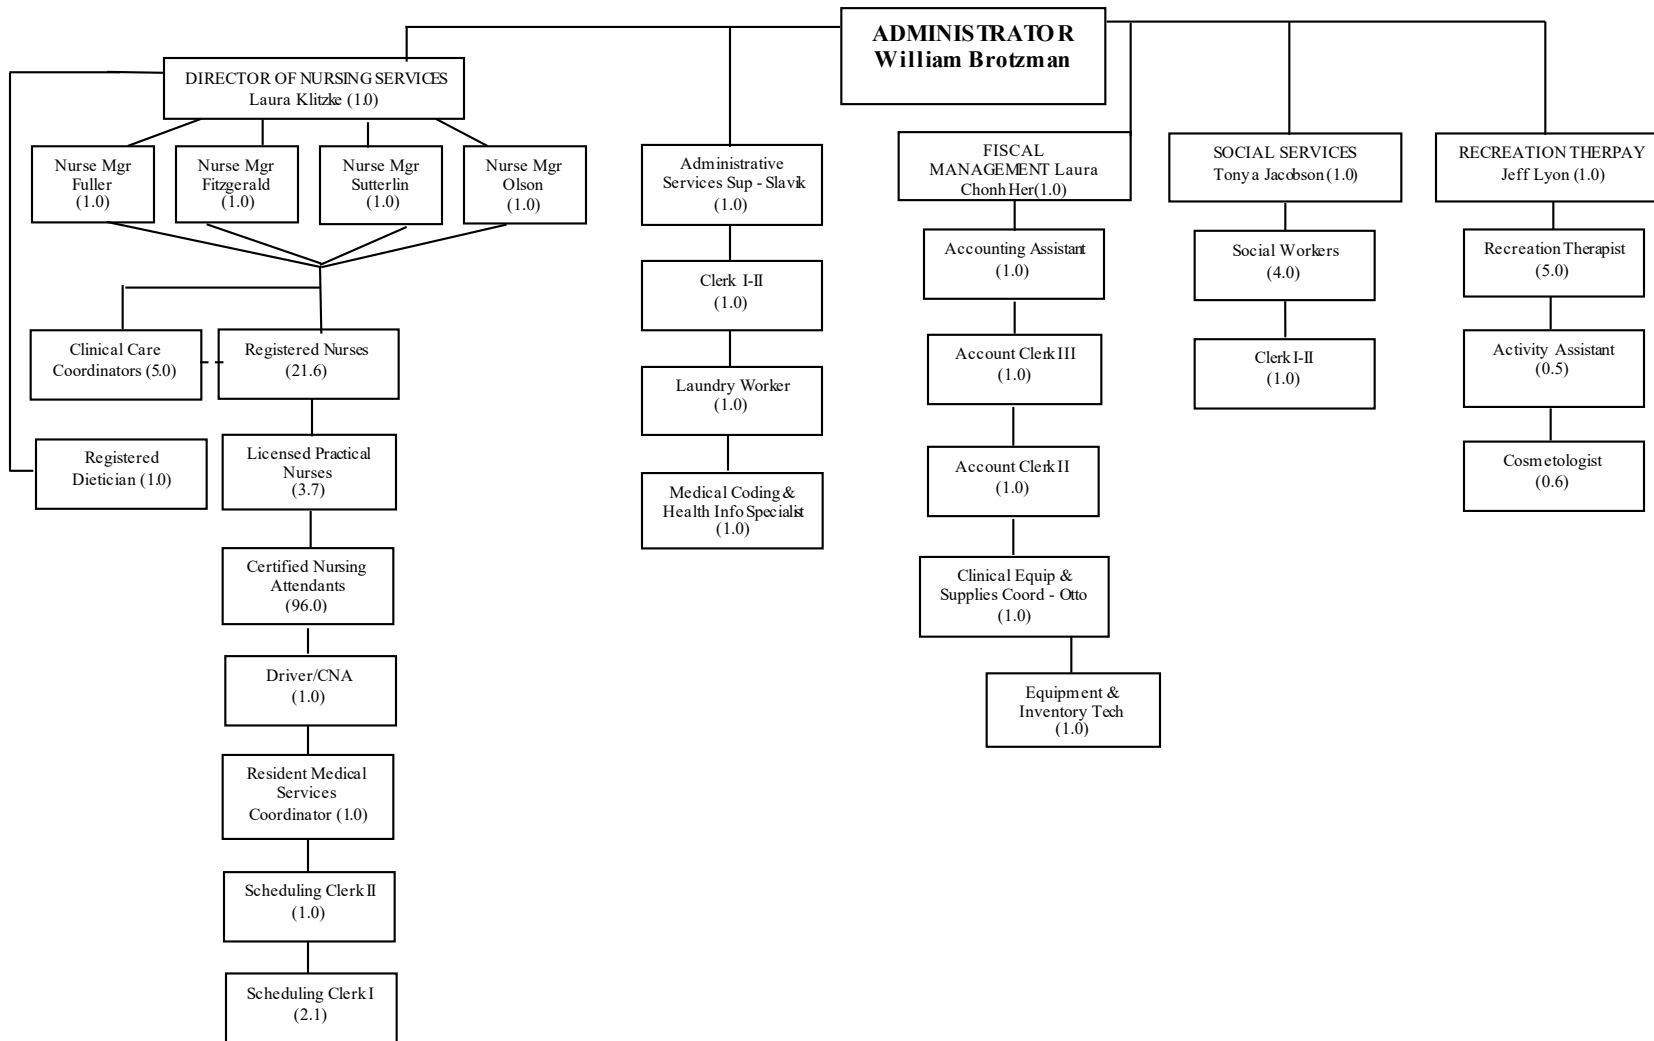 ADMINISTRATOR
William Brotzman
DIRECTOR OF NURSING SERVICES
Laura Klitzke (1.0)
Nurse Mgr
Fuller
(1.0)
Nurse Mgr
Fitzgerald
(1.0)
Nurse Mgr
Sutterlin
(1.0)
Nurse Mgr
Olson
(1.0)
Clinical Care
Coordinators (5.0)
Registered Nurses
(21.6)
Registered
Dietician (1.0)
Licensed Practical
Nurses
(3.7)
Certified Nursing
Attendants
(96.0)
Driver/CNA
(1.0)
Resident Medical
Services
Coordinator (1.0)
Scheduling Clerk II
(1.0)
Scheduling Clerk I
(2.1)
Administrative
Services Sup - Slavik
(1.0)
Clerk I-II
(1.0)
Laundry Worker
(1.0)
Medical Coding &
Health Info Specialist
(1.0)
FISCAL
MANAGEMENT Laura
Chonh Her (1.0)
Accounting Assistant
(1.0)
Account Clerk III
(1.0)
Account Clerk II
(1.0)
Clinical Equip &
Supplies Coord - Otto
(1.0)
Equipment &
Inventory Tech
(1.0)
SOCIAL SERVICES
Tonya Jacobson (1.0)
Social Workers
(4.0)
Clerk I-II
(1.0)
RECREATION THERPAY
Jeff Lyon (1.0)
Recreation Therapist
(5.0)
Activity Assistant
(0.5)
Cosmetologist
(0.6)